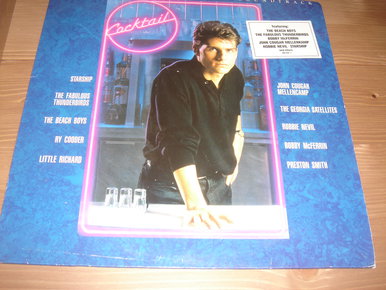 SOUNDTRACK
Cocktail
Featuring:
THE BEACH BOYS
THE FABULOUS THUNDERBIRDS
BOBBY McFERRIN
JOHN COUGAR MELLENCAMP
ROBBIE NEVIL STARSHIP
STARSHIP
THE FABULOUS
THUNDERBIRDS
THE BEACH BOYS
RY COODER
LITTLE RICHARD
JOHN COUGAR
MELLENCAMP
THE GEORGIA SATELLITES
ROBBIE NEVIL
BOBBY McFERRIN
PRESTON SMITH